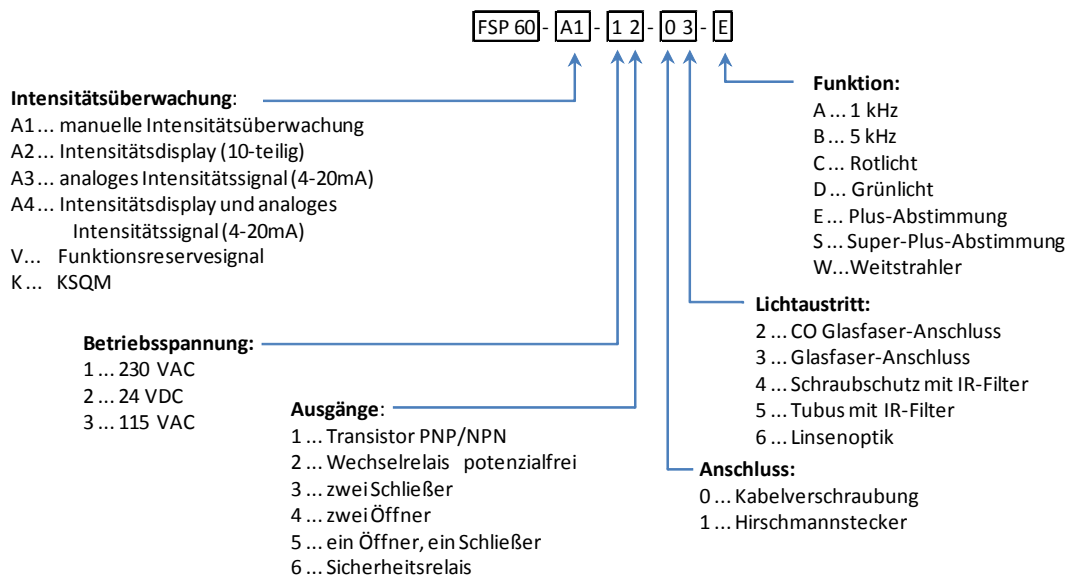 FSP 60 - A1 - 1 2 - 0 3 - E
Intensitätsüberwachung:
A1... manuelle Intensitätsüberwachung
A2... Intensitätsdisplay (10-teilig)
A3... analoges Intensitätssignal (4-20mA)
A4... Intensitätsdisplay und analoges
Intensitätssignal (4-20mA)
V... Funktionsreservesignal
K... KSQM
Betriebsspannung:
1 ... 230 VAC
2 ... 24 VDC
3 ... 115 VAC
Ausgänge:
1 ... Transistor PNP/NPN
2 ... Wechselrelais potenzialfrei
3 ... zwei Schließer
4 ... zwei Öffner
5 ... ein Öffner, ein Schließer
6 ... Sicherheitsrelais
Funktion:
A ... 1 kHz
B ... 5 kHz
C ... Rotlicht
D ... Grünlicht
E ... Plus-Abstimmung
S ... Super-Plus-Abstimmung
W...Weitstrahler
Lichtaustritt:
2 ... CO Glasfaser-Anschluss
3 ... Glasfaser-Anschluss
4 ... Schraubschutz mit IR-Filter
5 ... Tubus mit IR-Filter
6 ... Linsenoptik
Anschluss:
0 ... Kabelverschraubung
1 ... Hirschmannstecker